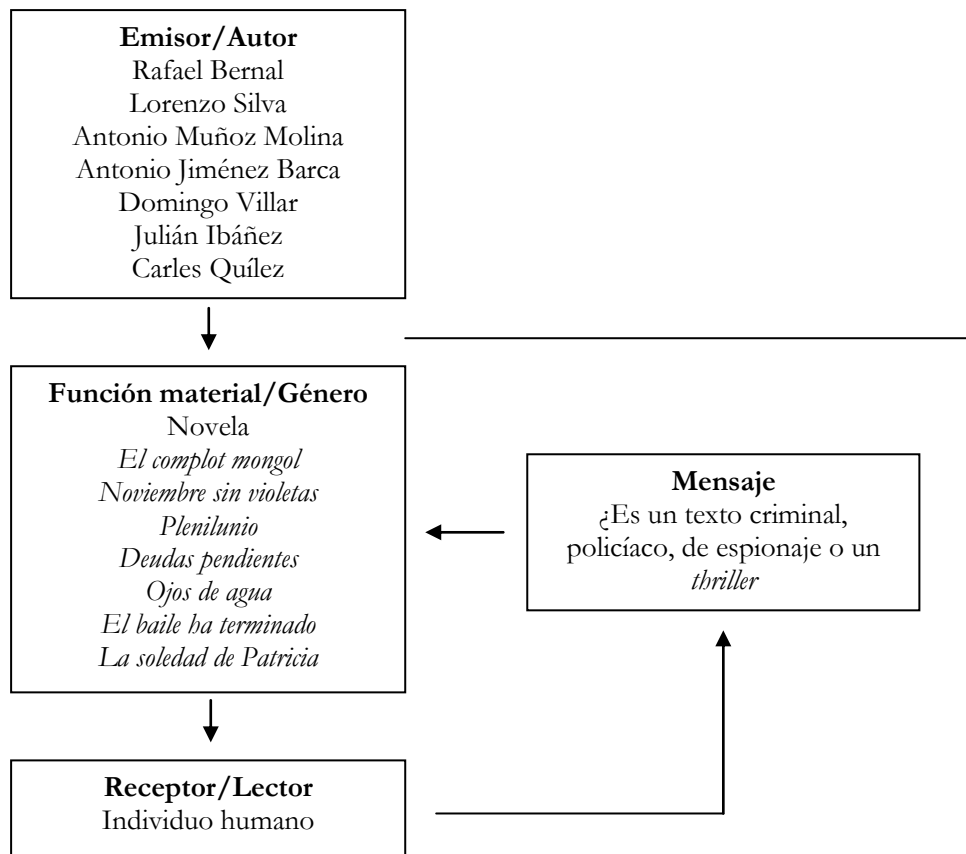 Emisor/Autor
Rafael Bernal
Lorenzo Silva
Antonio Muñoz Molina
Antonio Jiménez Barca
Domingo Villar
Julián Ibáñez
Carles Quílez
Función material/Género
Novela
El complot mongol
Noviembre sin violetas
Plenilunio
Deudas pendientes
Ojos de agua
El baile ha terminado
La soledad de Patricia
Mensaje
¿Es un texto criminal,
policíaco, de espionaje o un
thriller
Receptor/Lector
Individuo humano